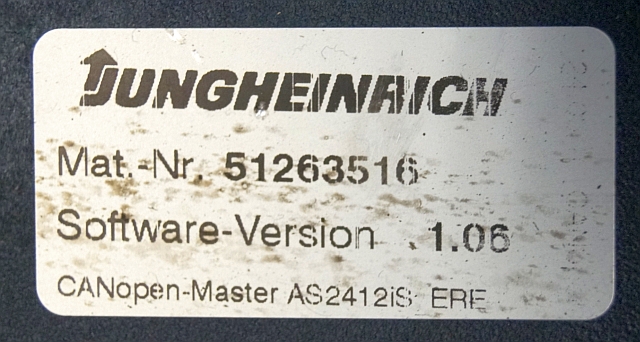 JUNGHEINRICH
Mat.-Nr. 51263516
Software-Version 1.06
CANopen-Master AS2412iS ERE